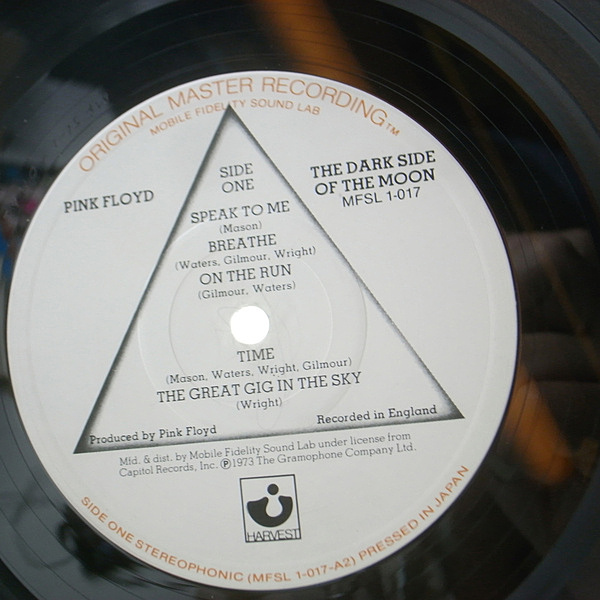 ORIGINAL MASTER RECORDING™
MOBILE FIDELITY SOUND LAB
PINK FLOYD
SIDE
ONE
THE DARK SIDE
OF THE MOON
MFSL 1-017
SPEAK TO ME
(Mason)
BREATHE
(Waters, Gilmour, Wright)
ON THE RUN
(Gilmour, Waters)
TIME
(Mason, Waters, Wright, Gilmour)
THE GREAT GIG IN THE SKY
(Wright)
Produced by Pink Floyd
Recorded in England
Mfd. & dist. by Mobile Fidelity Sound Lab under license from
Capitol Records, Inc. Ⓟ1973 The Gramophone Company Ltd.
HARVEST
SIDE ONE STEREOPHONIC (MFSL 1-017-A2) PRESSED IN JAPAN